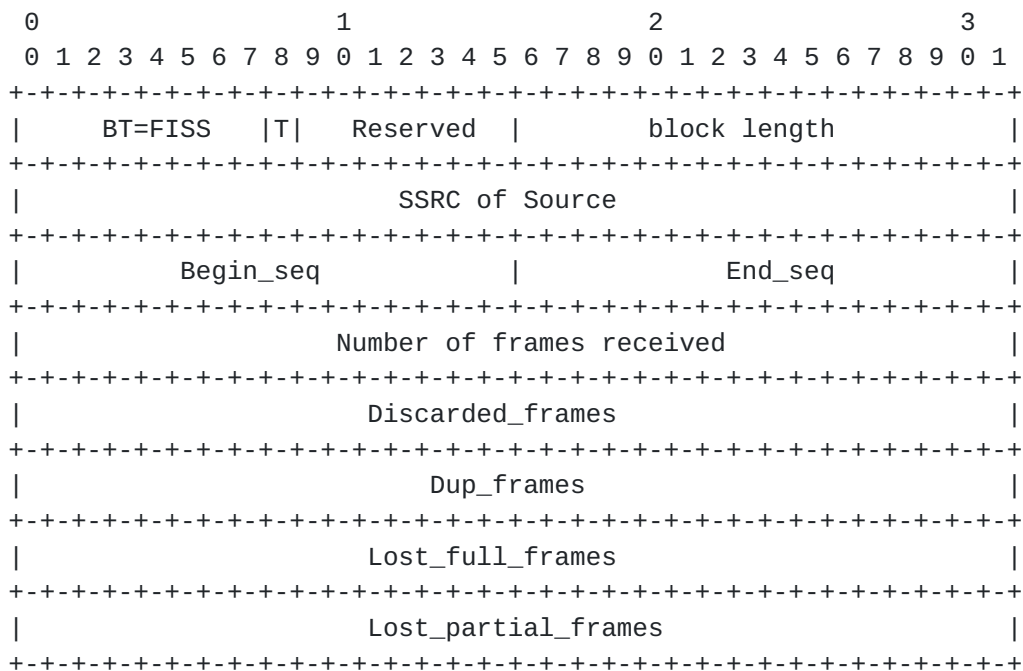 0                   1                   2                   3
 0 1 2 3 4 5 6 7 8 9 0 1 2 3 4 5 6 7 8 9 0 1 2 3 4 5 6 7 8 9 0 1
+-+-+-+-+-+-+-+-+-+-+-+-+-+-+-+-+-+-+-+-+-+-+-+-+-+-+-+-+-+-+-+-+
|     BT=FISS   |T|   Reserved  |        block length           |
+-+-+-+-+-+-+-+-+-+-+-+-+-+-+-+-+-+-+-+-+-+-+-+-+-+-+-+-+-+-+-+-+
|                        SSRC of Source                         |
+-+-+-+-+-+-+-+-+-+-+-+-+-+-+-+-+-+-+-+-+-+-+-+-+-+-+-+-+-+-+-+-+
|          Begin_seq            |             End_seq           |
+-+-+-+-+-+-+-+-+-+-+-+-+-+-+-+-+-+-+-+-+-+-+-+-+-+-+-+-+-+-+-+-+
|                    Number of frames received                  |
+-+-+-+-+-+-+-+-+-+-+-+-+-+-+-+-+-+-+-+-+-+-+-+-+-+-+-+-+-+-+-+-+
|                      Discarded_frames                         |
+-+-+-+-+-+-+-+-+-+-+-+-+-+-+-+-+-+-+-+-+-+-+-+-+-+-+-+-+-+-+-+-+
|                          Dup_frames                           |
+-+-+-+-+-+-+-+-+-+-+-+-+-+-+-+-+-+-+-+-+-+-+-+-+-+-+-+-+-+-+-+-+
|                      Lost_full_frames                         |
+-+-+-+-+-+-+-+-+-+-+-+-+-+-+-+-+-+-+-+-+-+-+-+-+-+-+-+-+-+-+-+-+
|                      Lost_partial_frames                      |
+-+-+-+-+-+-+-+-+-+-+-+-+-+-+-+-+-+-+-+-+-+-+-+-+-+-+-+-+-+-+-+-+